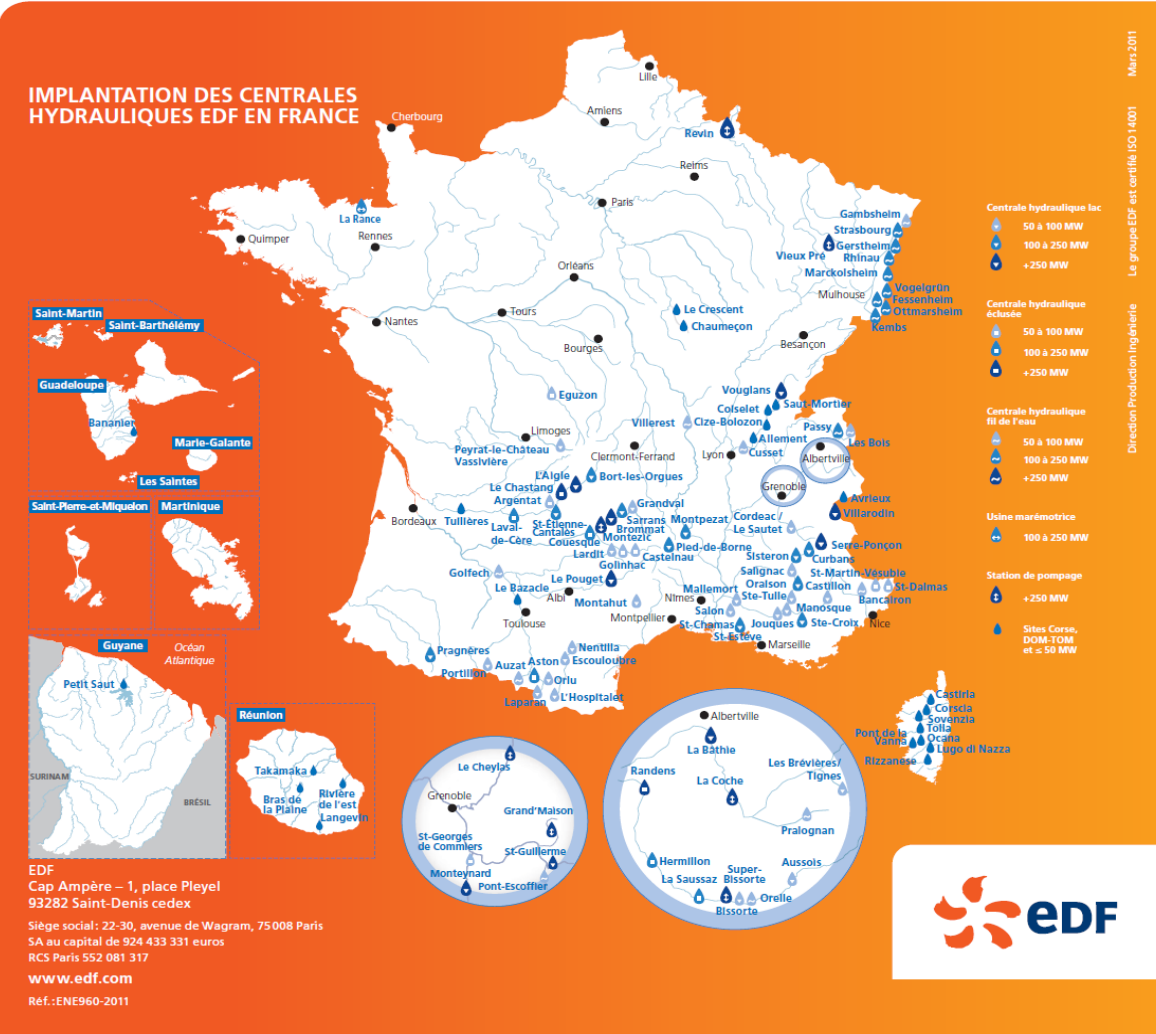 IMPLANTATION DES CENTRALES
HYDRAULIQUES EDF EN FRANCE
Direction Production Ingénierie Le groupe EDF est certifié ISO 14001 Mars 2011
Cherbourg
Lille
Amiens
Revin
Reims
Paris
La Rance
Rennes
Quimper
Gambsheim
Strasbourg
Gerstheim
Vieux Pré
Rhinau
Marckolsheim
Mulhouse
Vogelgrün
Fessenheim
Ottmarsheim
Kembs
Orléans
Tours
Nantes
Bourges
Le Crescent
Chaumeçon
Besançon
Eguzon
Vouglans
Coiselet
Saut-Mortier
Villerest
Cize-Bolozon
Allement
Cusset
Passy
Les Bois
Limoges
Peyrat-le-Château
Vassivière
Clermont-Ferrand
Lyon
Albertville
Grenoble
L'Aigle
Bort-les-Orgues
Le Chastang
Argentat
Avrieux
Villarodin
Bordeaux
Tuilières
Laval-
de-Cère
St-Étienne-
Cantalès
Grandval
Sarrans
Brommat
Montpezat
Couesque
Montézic
Lardit
Golinhac
Castelnau
Pied-de-Borne
Cordeac /
Le Sautet
Serre-Ponçon
Sisteron
Curbans
Salignac
St-Martin-Vésubie
Oraison
Castillon
St-Dalmas
Bancairon
Golfech
Le Pouget
Le Bazacle
Albi
Montahut
Toulouse
Montpellier
Nîmes
Mallemort
Ste-Tulle
Salon
Manosque
St-Chamas
Jouques
Ste-Croix
St-Estève
Marseille
Nice
Pragnères
Portillon
Auzat
Aston
Nentilla
Escouloubre
Orlu
Laparan
L'Hospitalet
Saint-Martin
Saint-Barthélémy
Guadeloupe
Bananier
Marie-Galante
Les Saintes
Saint-Pierre-et-Miquelon
Martinique
Guyane
Océan
Atlantique
Petit Saut
SURINAM
BRÉSIL
Réunion
Takamaka
Bras de
la Plaine
Rivière
de l'est
Langevin
Le Cheylas
Grenoble
Grand'Maison
St-Georges
de Commiers
St-Guillerme
Monteynard
Pont-Escoffier
Albertville
La Bâthie
Randens
La Coche
Les Brévières/
Tignes
Pralognan
Hermillon
La Saussaz
Super-
Bissorte
Aussois
Orelle
Bissorte
Castirla
Corscia
Sovenzia
Tolla
Pont de la
Vanna
Ocana
Lugo di Nazza
Rizzanese
Centrale hydraulique lac
50 à 100 MW
100 à 250 MW
+250 MW
Centrale hydraulique
éclusée
50 à 100 MW
100 à 250 MW
+250 MW
Centrale hydraulique
fil de l'eau
50 à 100 MW
100 à 250 MW
+250 MW
Usine marémotrice
100 à 250 MW
Station de pompage
+250 MW
Sites Corse,
DOM-TOM
et ≤ 50 MW
EDF
Cap Ampère – 1, place Pleyel
93282 Saint-Denis cedex
Siège social : 22-30, avenue de Wagram, 75 008 Paris
SA au capital de 924 433 331 euros
RCS Paris 552 081 317
www.edf.com
Réf. : ENE960-2011
eDF